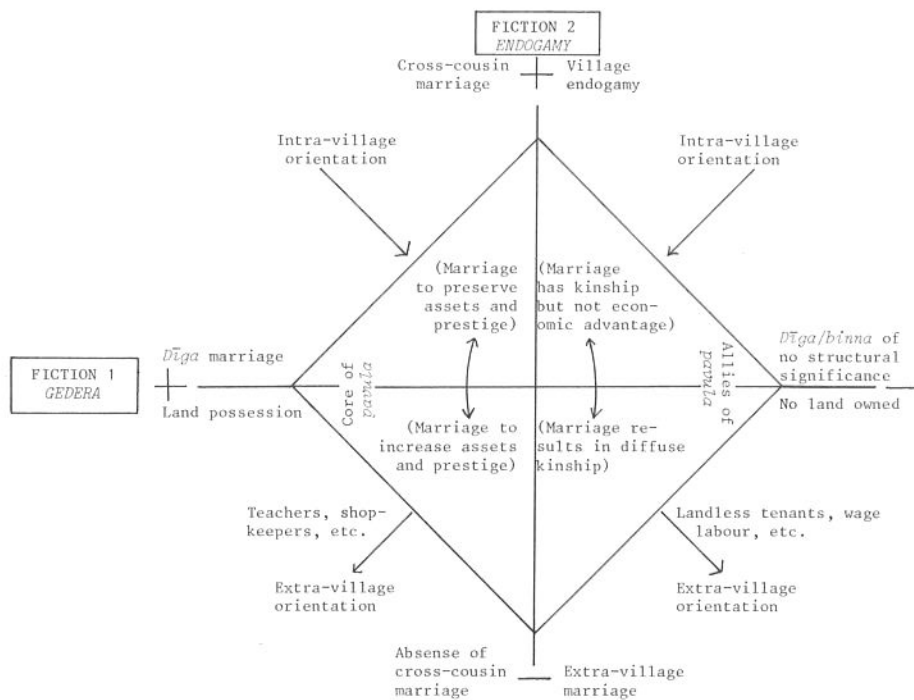 FICTION 2
ENDOGAMY
Cross-cousin
marriage
Village
endogamy
Intra-village
orientation
Intra-village
orientation
(Marriage
to preserve
assets and
prestige)
(Marriage
has kinship
but not econ-
omic advantage)
FICTION 1
GEDERA
Dīga marriage
Land possession
Core of
pavula
Allies of
pavula
Dīga/binna of
no structural
significance
No land owned
(Marriage to
increase assets
and prestige)
(Marriage re-
sults in diffuse
kinship)
Teachers, shop-
keepers, etc.
Landless tenants, wage
labour, etc.
Extra-village
orientation
Extra-village
orientation
Absence of
cross-cousin
marriage
Extra-village
marriage